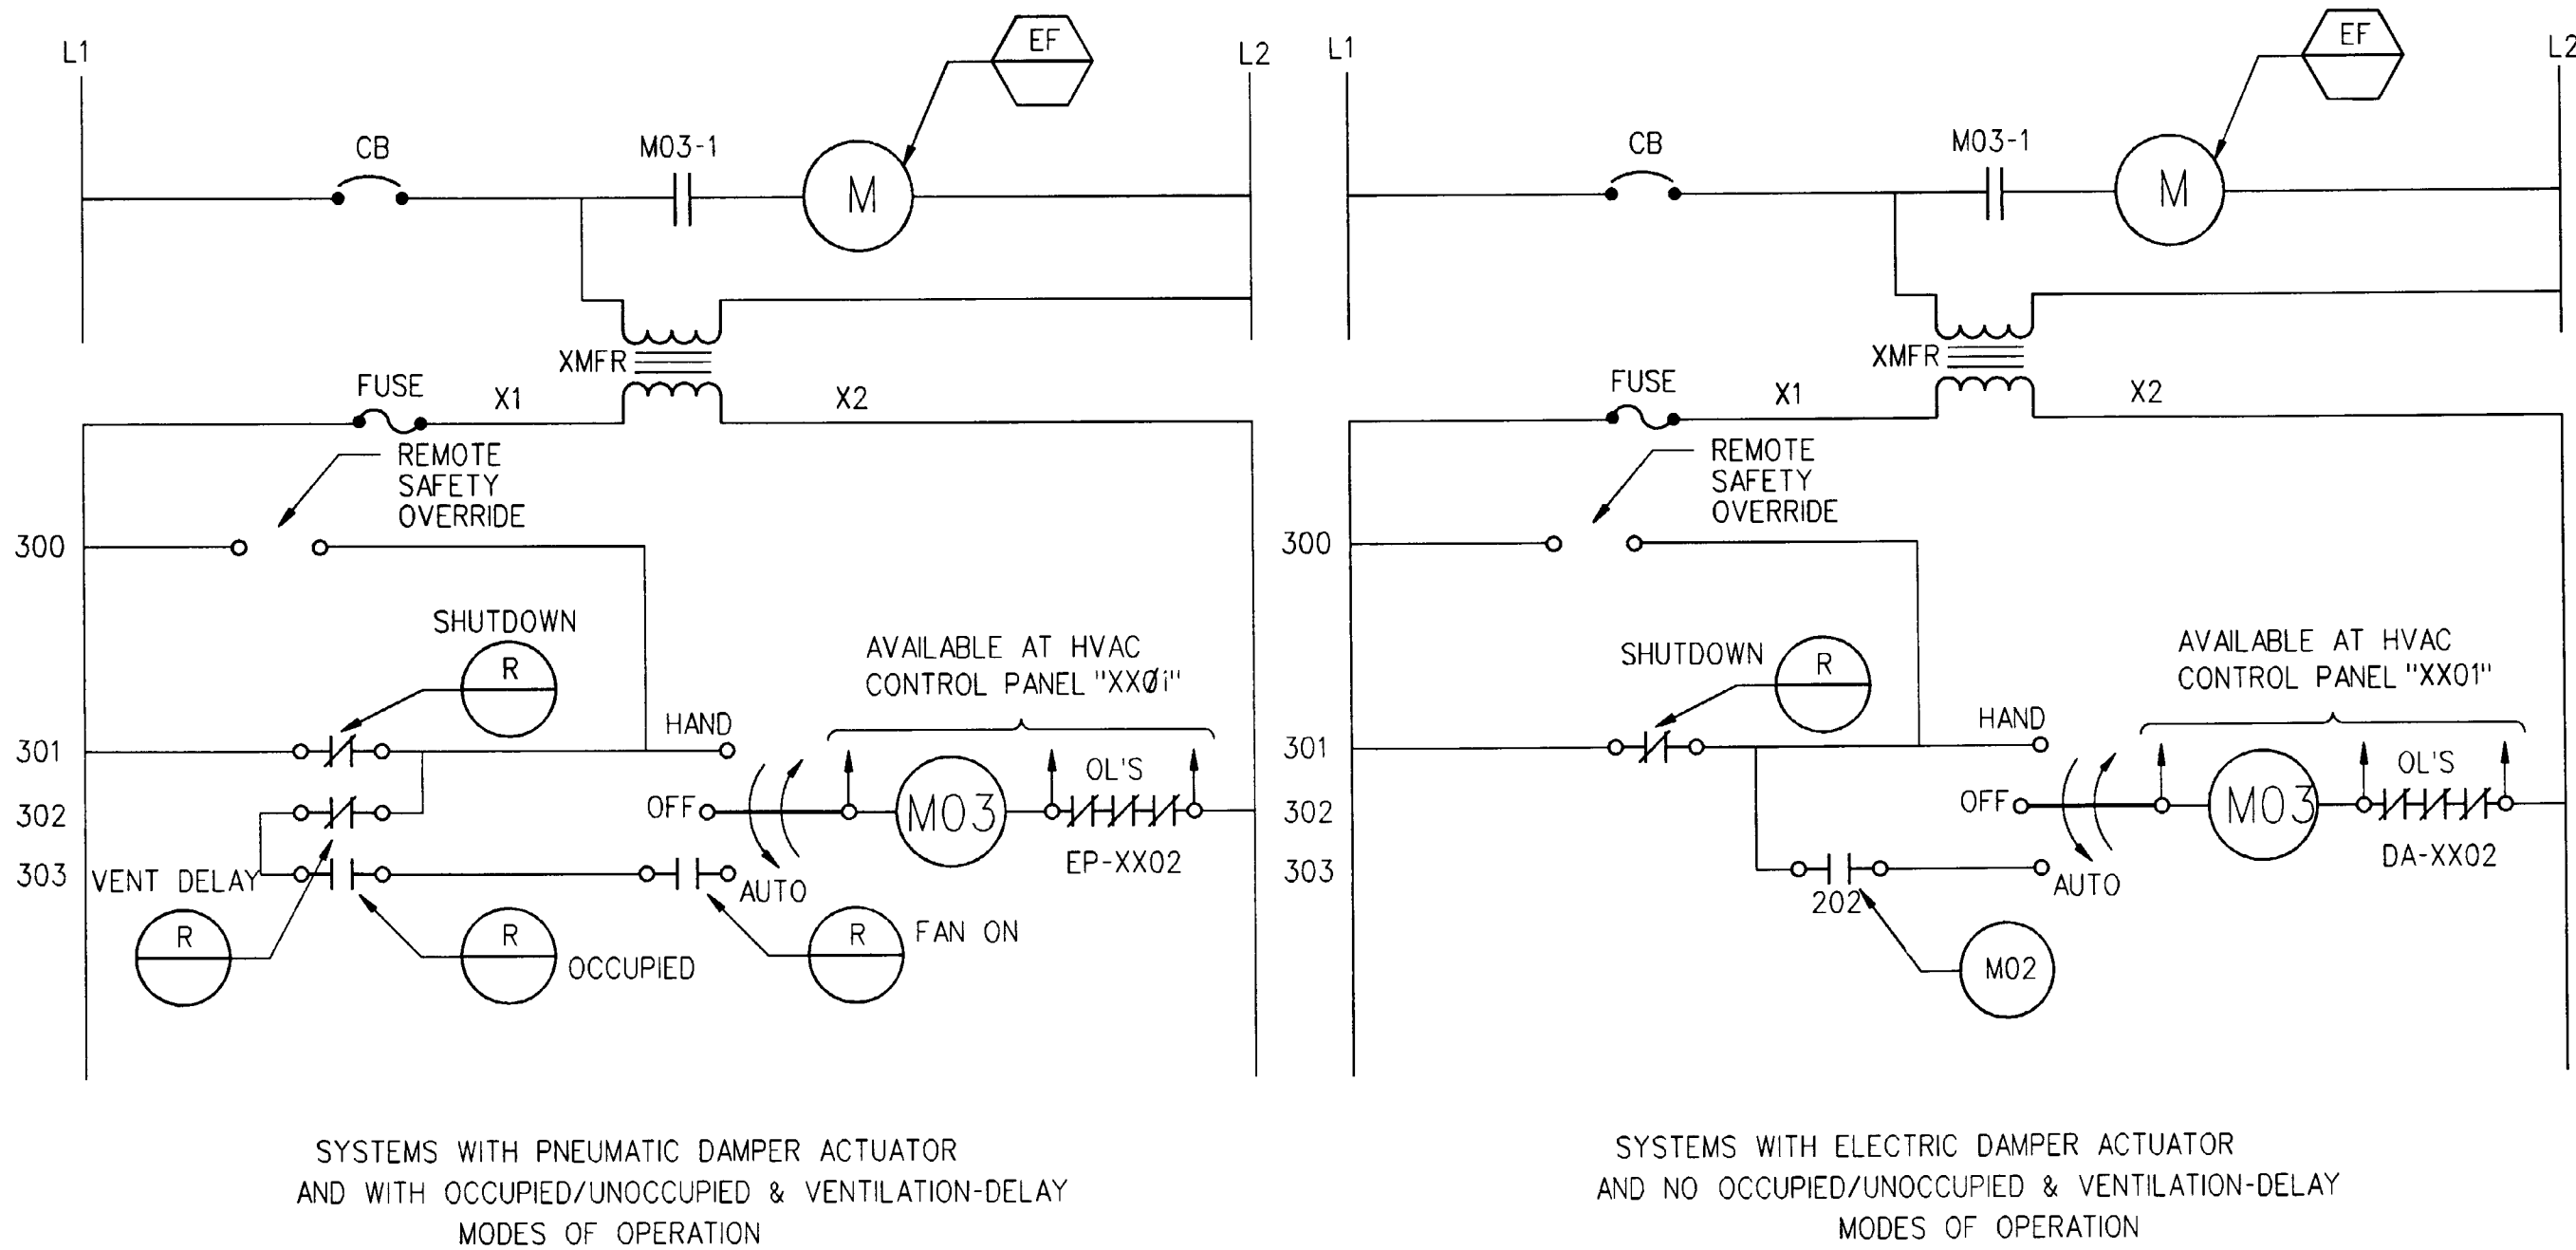 L1
EF
L2
CB
M03-1
M
XMFR
FUSE
X1
X2
REMOTE
SAFETY
OVERRIDE
300
SHUTDOWN
R
AVAILABLE AT HVAC
CONTROL PANEL "XXØi"
HAND
301
OL'S
OFF
M03
302
EP-XX02
303
VENT DELAY
AUTO
R
R
OCCUPIED
R
FAN ON
SYSTEMS WITH PNEUMATIC DAMPER ACTUATOR
AND WITH OCCUPIED/UNOCCUPIED & VENTILATION-DELAY
MODES OF OPERATION
L1
EF
L2
CB
M03-1
M
XMFR
FUSE
X1
X2
REMOTE
SAFETY
OVERRIDE
300
SHUTDOWN
R
AVAILABLE AT HVAC
CONTROL PANEL "XX01"
HAND
301
OL'S
OFF
M03
302
DA-XX02
303
AUTO
202
M02
SYSTEMS WITH ELECTRIC DAMPER ACTUATOR
AND NO OCCUPIED/UNOCCUPIED & VENTILATION-DELAY
MODES OF OPERATION